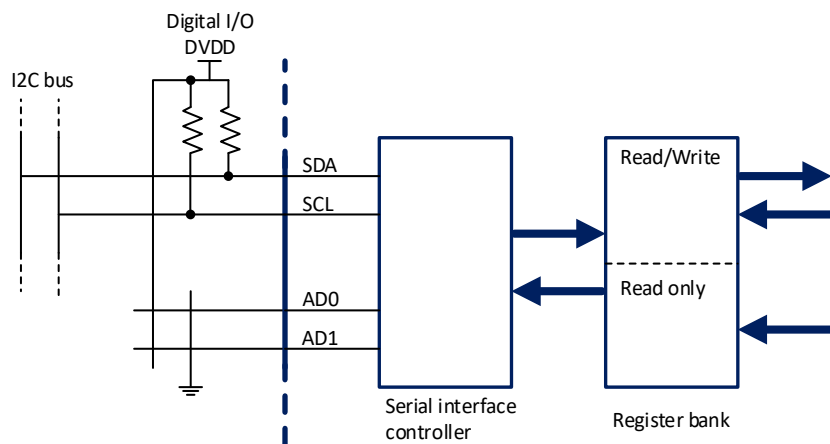 Digital I/O
DVDD
I2C bus
SDA
SCL
AD0
AD1
Read/Write
Read only
Serial interface
controller
Register bank